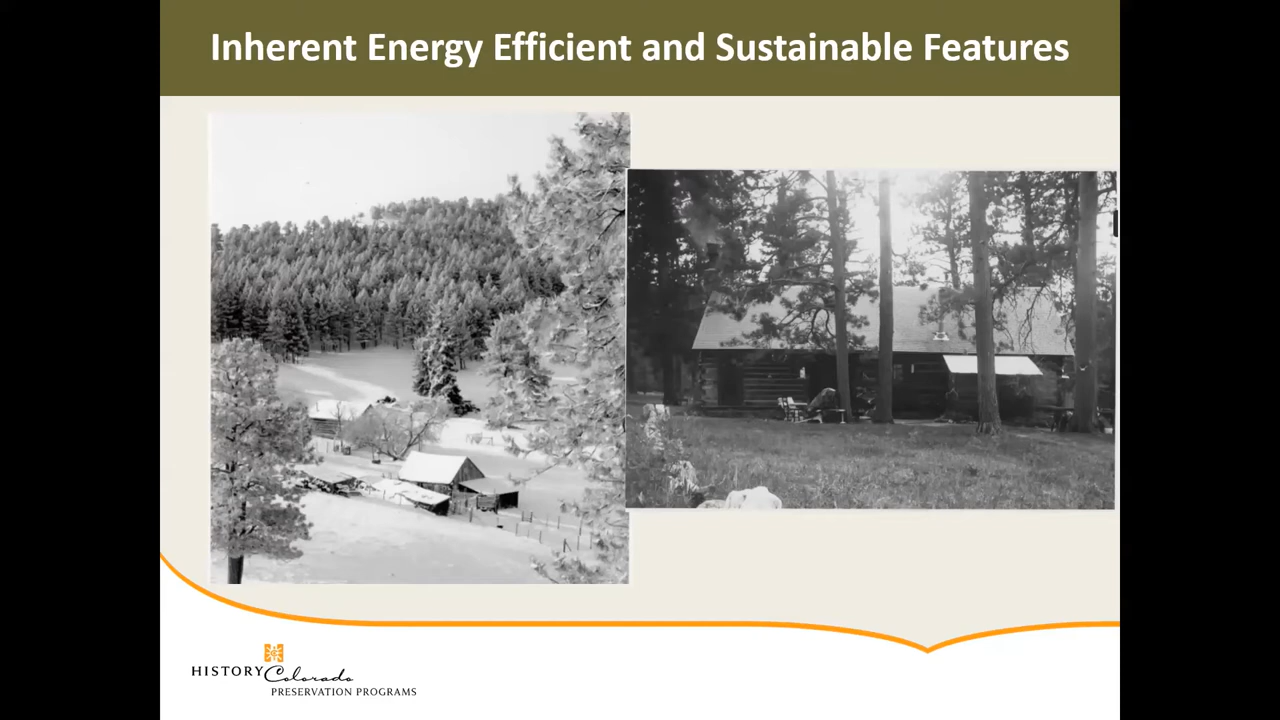 Inherent Energy Efficient and Sustainable Features
HISTORY Colorado
PRESERVATION PROGRAMS